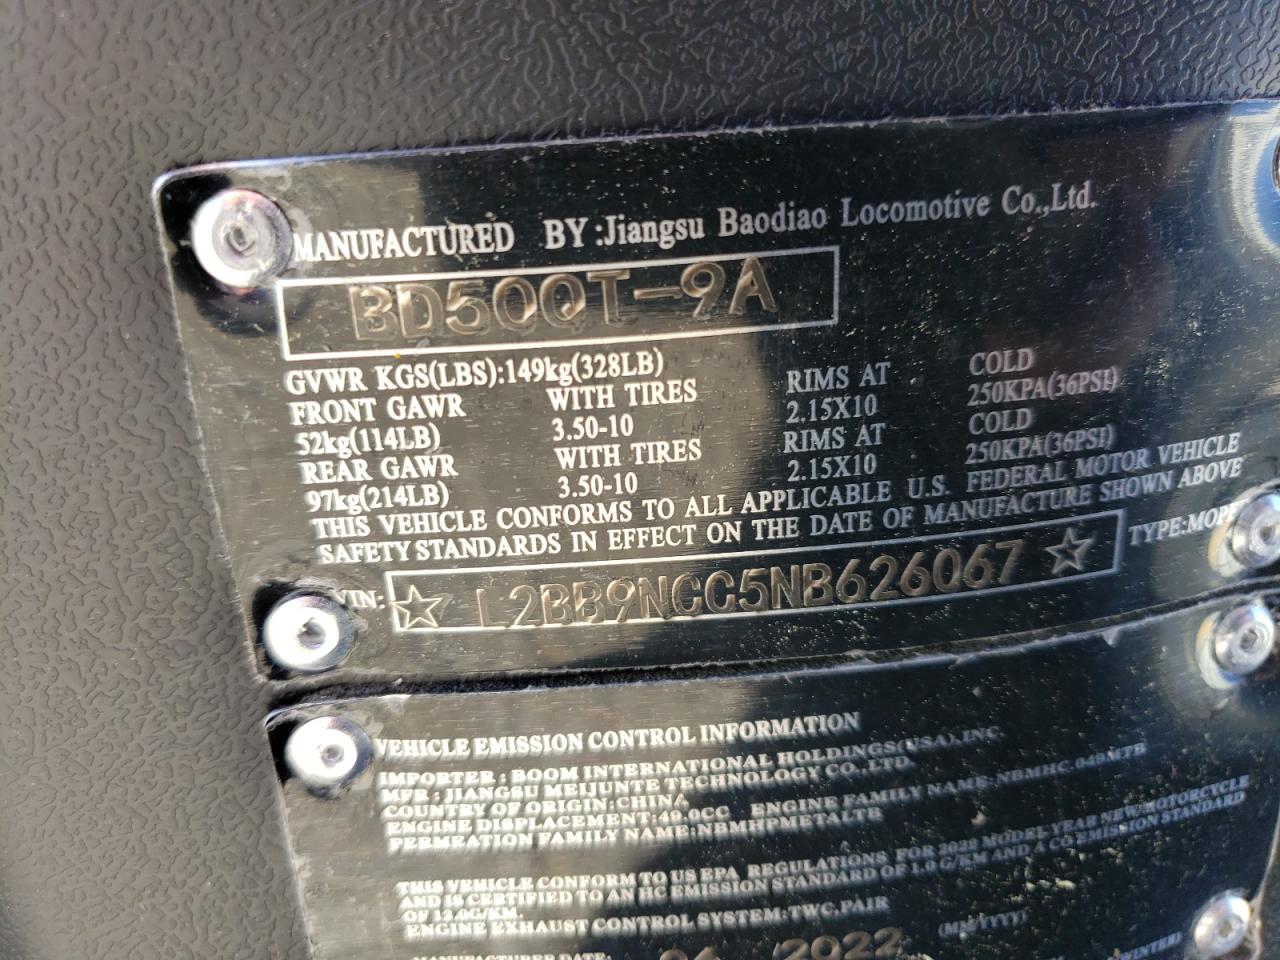 MANUFACTURED BY:Jiangsu Baodiao Locomotive Co.,Ltd.
BD50QT-9A
GVWR KGS(LBS):149kg(328LB)
FRONT GAWR WITH TIRES RIMS AT COLD
52kg(114LB) 3.50-10 2.15X10 250KPA(36PSI)
REAR GAWR WITH TIRES RIMS AT COLD
97kg(214LB) 3.50-10 2.15X10 250KPA(36PSI)
THIS VEHICLE CONFORMS TO ALL APPLICABLE U.S. FEDERAL MOTOR VEHICLE
SAFETY STANDARDS IN EFFECT ON THE DATE OF MANUFACTURE SHOWN ABOVE
VIN: ☆ L2BB9NCC5NB626067 ☆ TYPE:MOPED
VEHICLE EMISSION CONTROL INFORMATION
IMPORTER : BOOM INTERNATIONAL HOLDINGS(USA),INC
MFR : JIANGSU MEIJUNTE TECHNOLOGY CO.,LTD
COUNTRY OF ORIGIN:CHINA ENGINE FAMILY NAME:NBMHC.049MTB
ENGINE DISPLACEMENT:49.0CC
PERMEATION FAMILY NAME:NBMHPMETALTB
THIS VEHICLE CONFORM TO US EPA REGULATIONS FOR 2022 MODEL YEAR NEW MOTORCYCLE
AND IS CERTIFIED TO AN HC EMISSION STANDARD OF 1.0 G/KM AND A CO EMISSION STANDARD
OF 12.0G/KM.
ENGINE EXHAUST CONTROL SYSTEM:TWC,PAIR
MANUFACTURER DATE: 06 / 2022 (MM/YYYY)